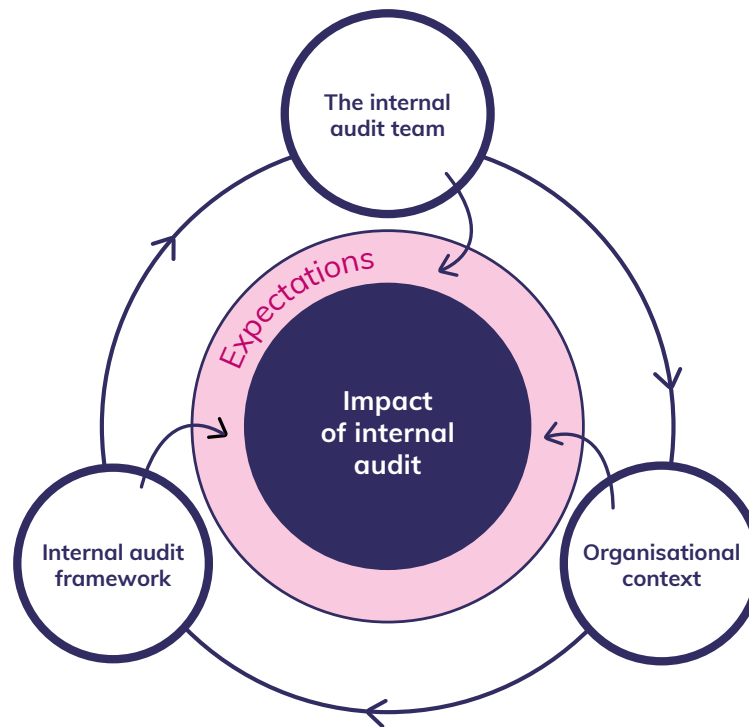 The internal
audit team
Expectations
Impact
of internal
audit
Internal audit
framework
Organisational
context